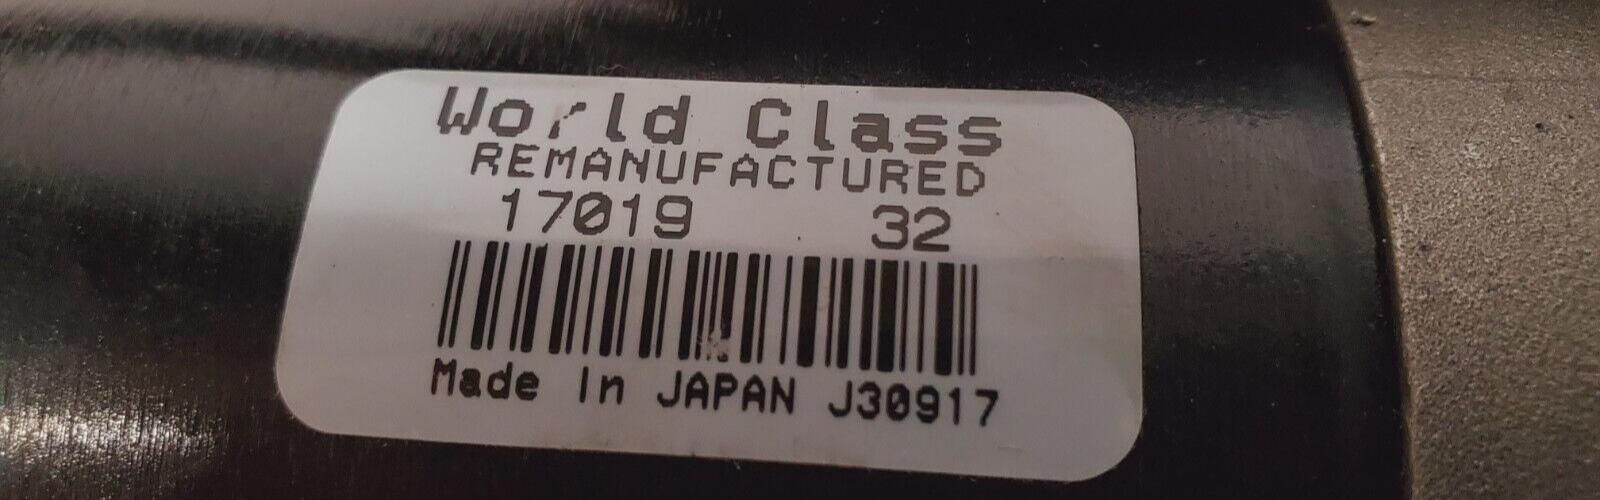 World Class
REMANUFACTURED
17019 32
Made In JAPAN J30917